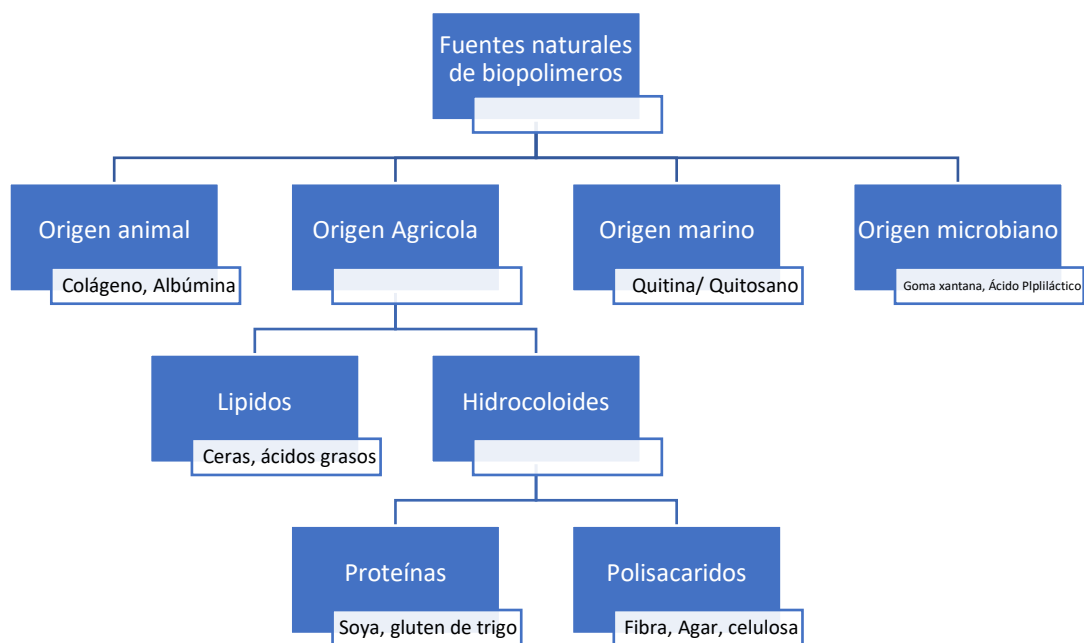 Fuentes naturales
de biopolimeros
Origen animal
Colágeno, Albúmina
Origen Agricola
Origen marino
Quitina/ Quitosano
Origen microbiano
Goma xantana, Ácido Plpliláctico
Lipidos
Ceras, ácidos grasos
Hidrocoloides
Proteínas
Soya, gluten de trigo
Polisacaridos
Fibra, Agar, celulosa